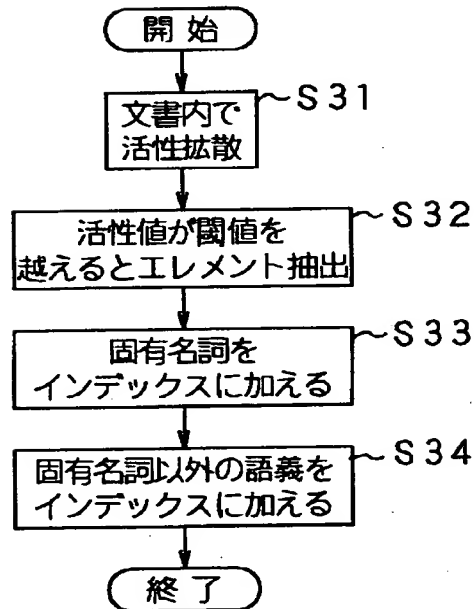 開始
S31
文書内で
活性拡散
S32
活性値が閾値を
越えるとエレメント抽出
S33
固有名詞を
インデックスに加える
S34
固有名詞以外の語義を
インデックスに加える
終了